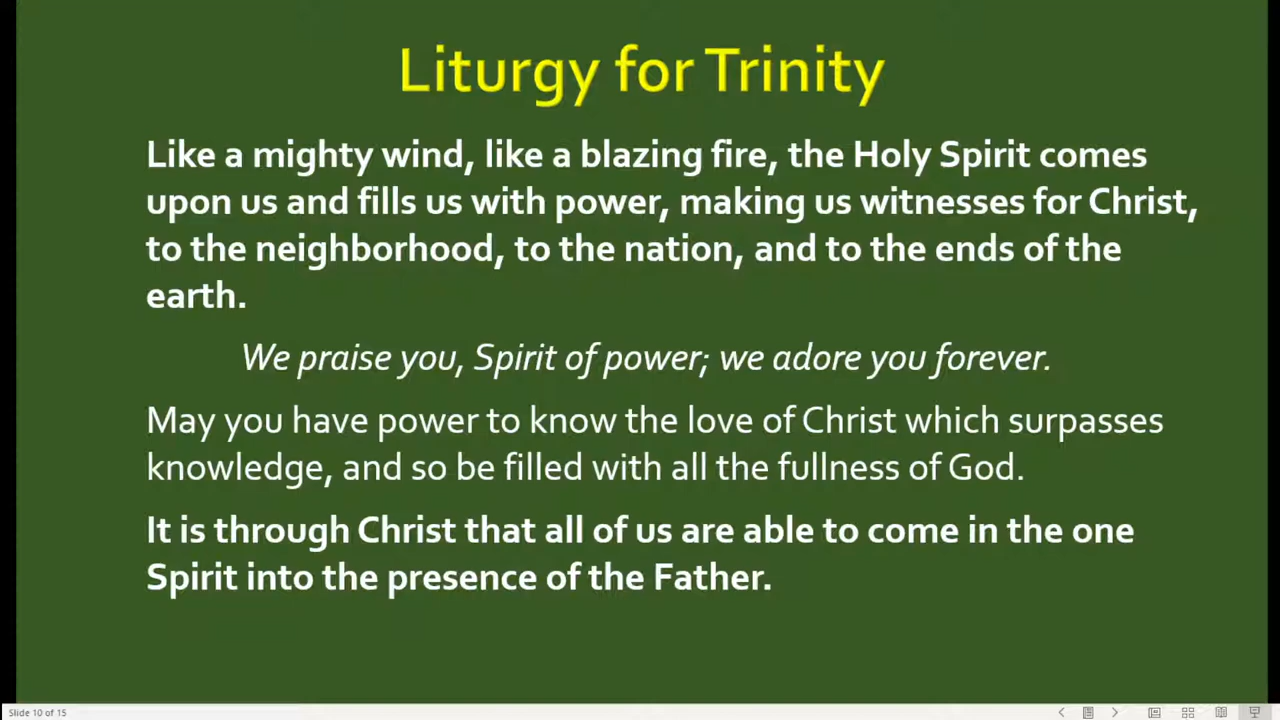 Liturgy for Trinity
Like a mighty wind, like a blazing fire, the Holy Spirit comes
upon us and fills us with power, making us witnesses for Christ,
to the neighborhood, to the nation, and to the ends of the
earth.
We praise you, Spirit of power; we adore you forever.
May you have power to know the love of Christ which surpasses
knowledge, and so be filled with all the fullness of God.
It is through Christ that all of us are able to come in the one
Spirit into the presence of the Father.
Slide 10 of 15